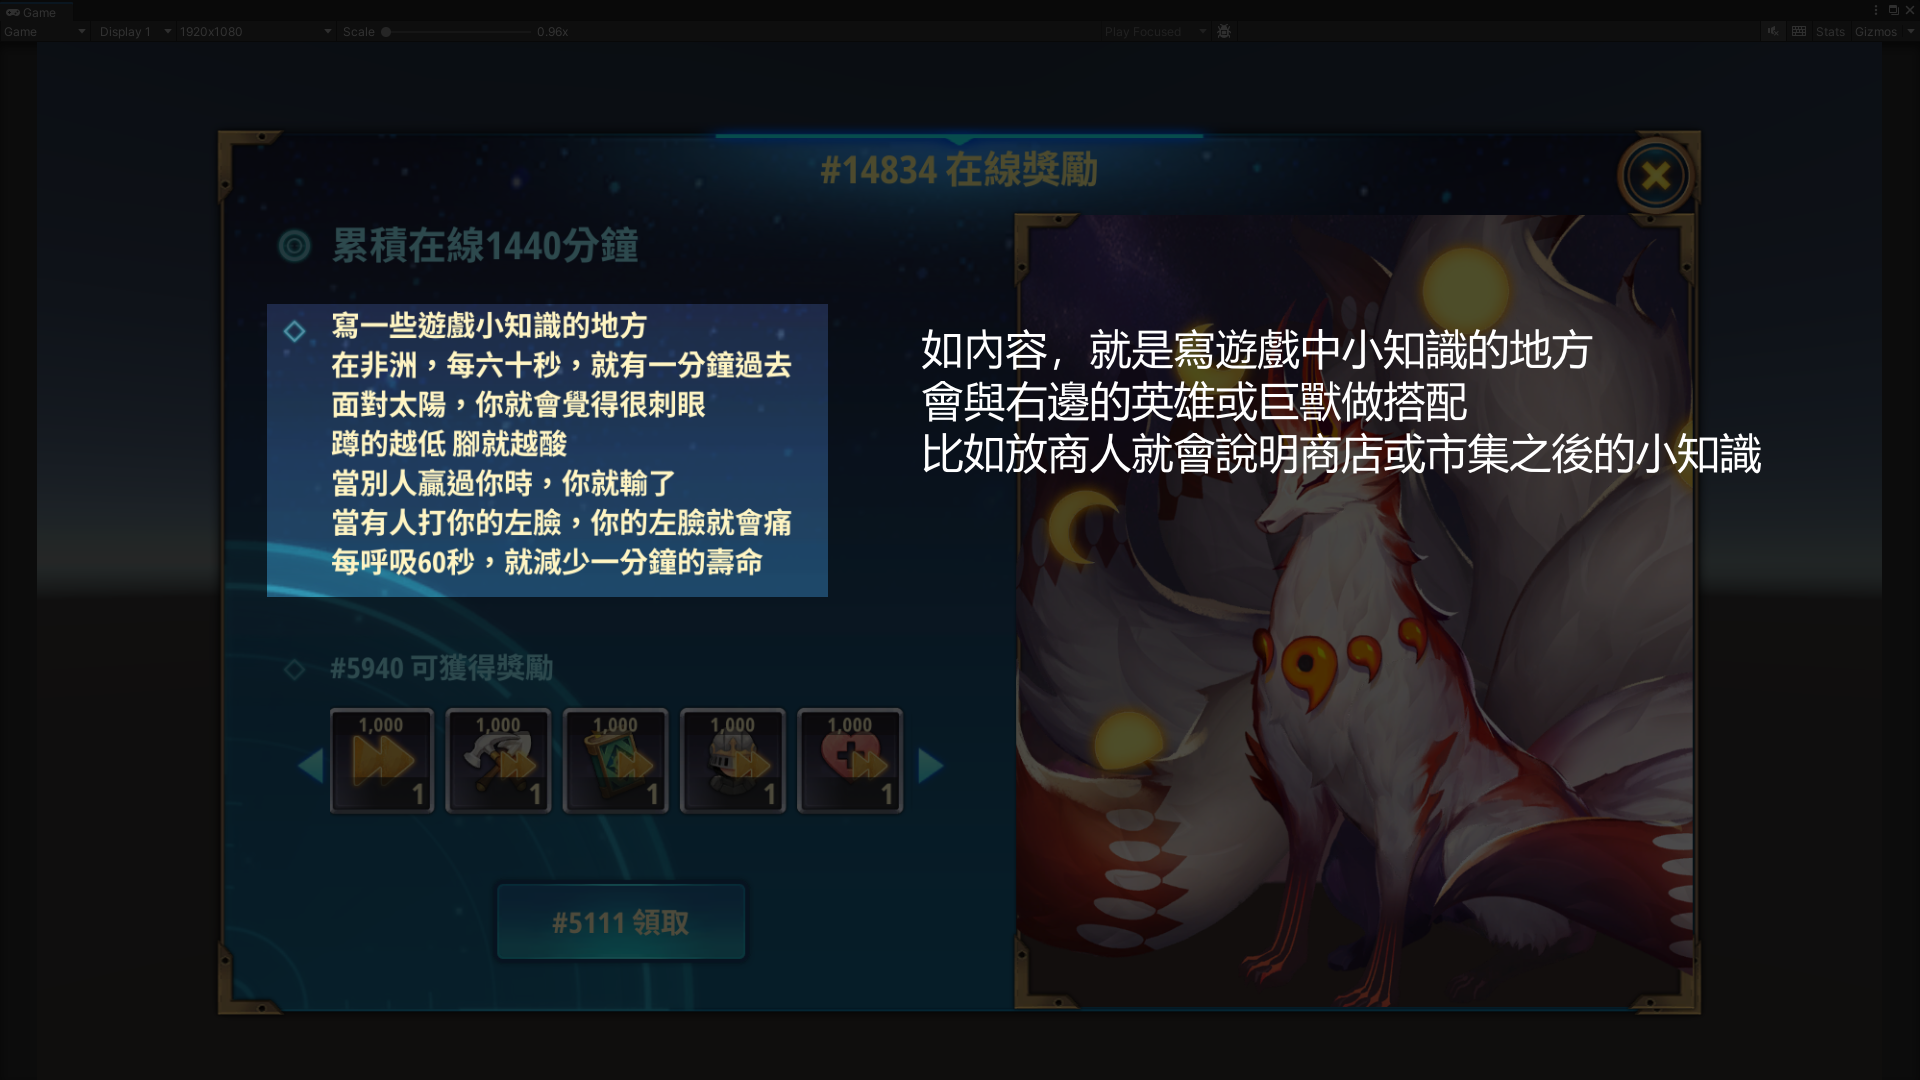 Game
Game
Display 1
1920x1080
Scale
0.96x
Play Focused
Stats
Gizmos
#14834 在線獎勵
累積在線1440分鐘
寫一些遊戲小知識的地方
在非洲，每六十秒，就有一分鐘過去
面對太陽，你就會覺得很刺眼
蹲的越低 腳就越酸
當別人贏過你時，你就輸了
當有人打你的左臉，你的左臉就會痛
每呼吸60秒，就減少一分鐘的壽命
如內容，就是寫遊戲中小知識的地方
會與右邊的英雄或巨獸做搭配
比如放商人就會說明商店或市集之後的小知識
#5940 可獲得獎勵
1,000
1
1,000
1
1,000
1
1,000
1
1,000
1
#5111 領取